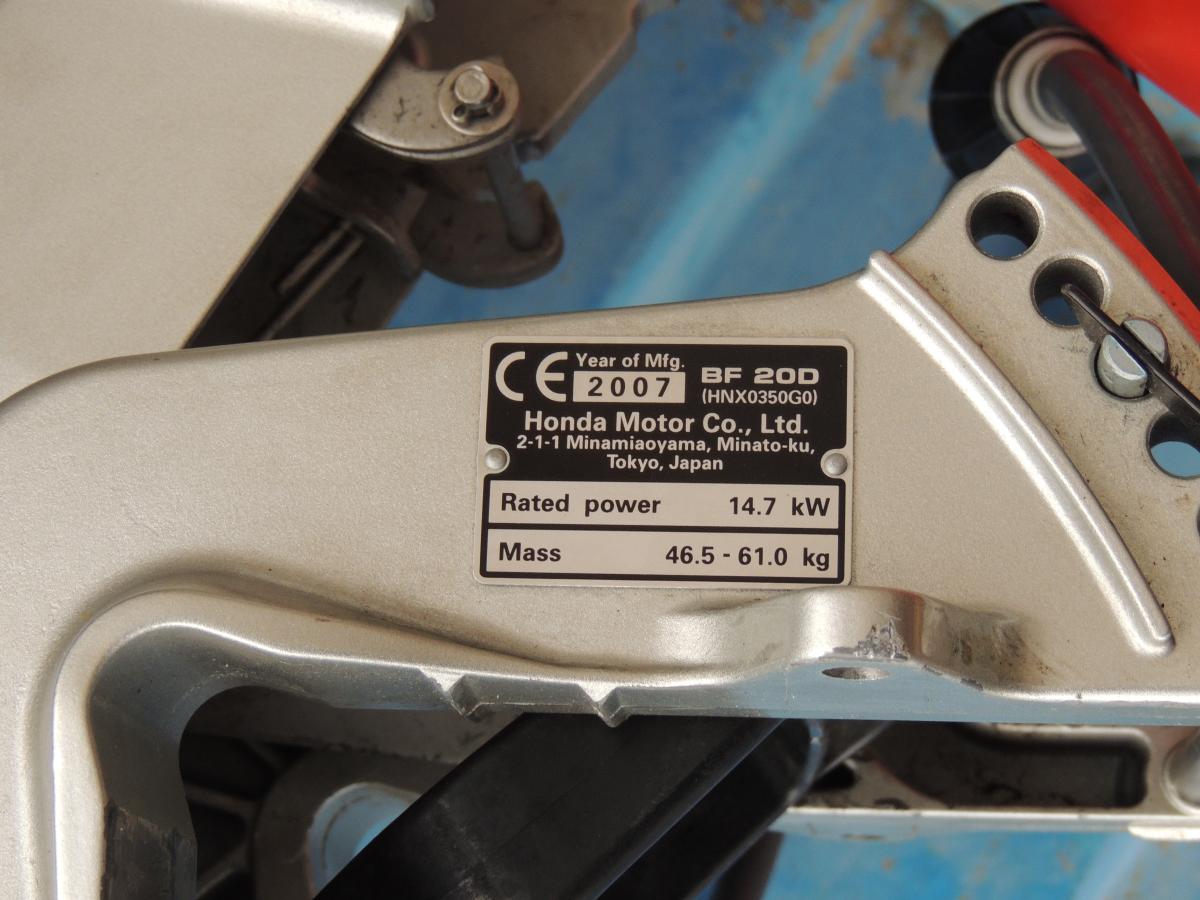 CE Year of Mfg.
2007 BF 20D
(HNX0350G0)
Honda Motor Co., Ltd.
2-1-1 Minamiaoyama, Minato-ku,
Tokyo, Japan
Rated power 14.7 kW
Mass 46.5 - 61.0 kg